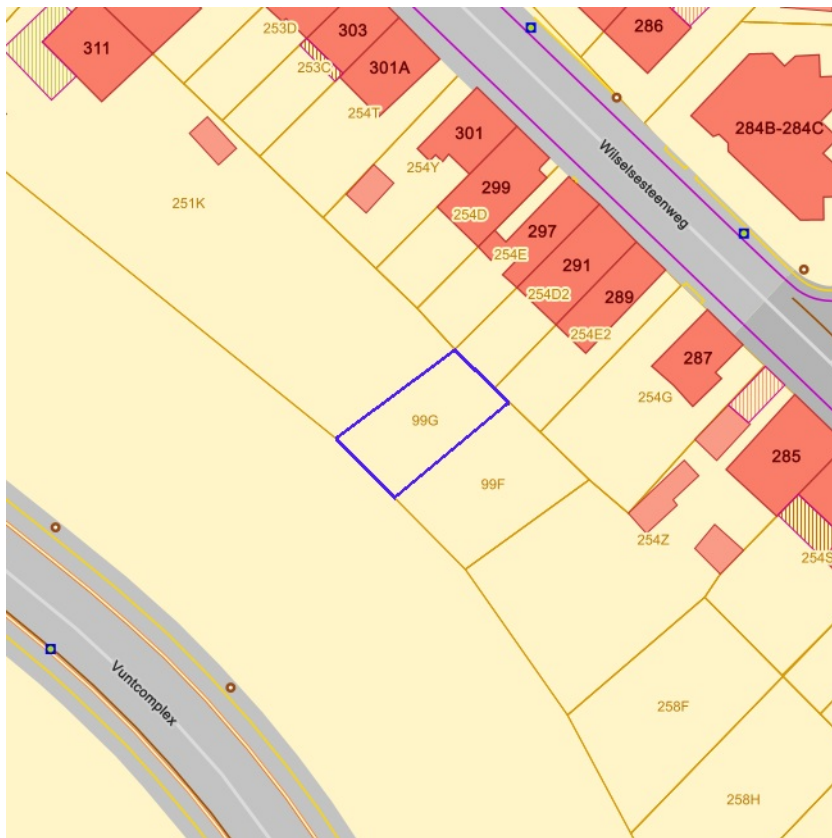 253D
303
286
311
253C
301A
254T
284B-284C
301
254Y
Wilselsesteenweg
299
251K
254D
297
254E
291
254D2
289
254E2
287
254G
99G
285
99F
254Z
254S
Vuntcomplex
258F
258H